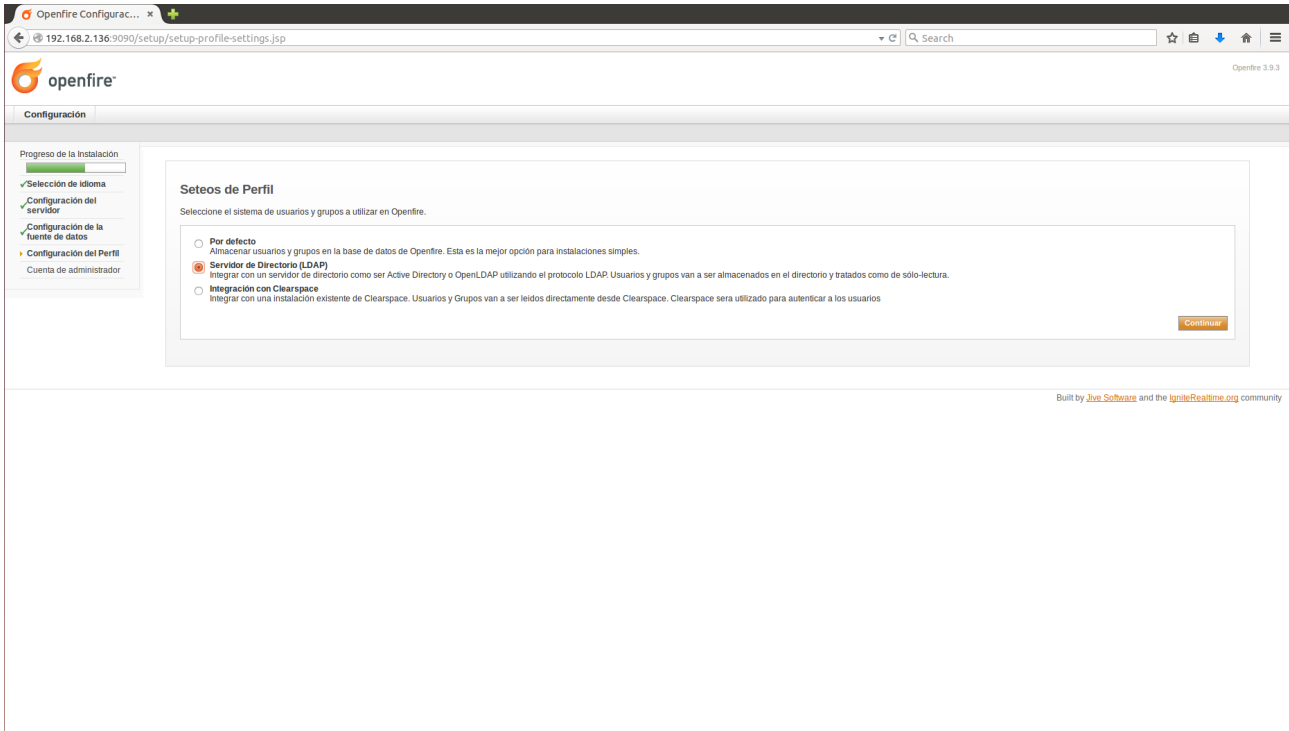 Openfire Configurac... ×
192.168.2.136:9090/setup/setup-profile-settings.jsp
Search
openfire™
Openfire 3.9.3
Configuración
Progreso de la Instalación
Selección de idioma
Configuración del
servidor
Configuración de la
fuente de datos
Configuración del Perfil
Cuenta de administrador
Seteos de Perfil
Seleccione el sistema de usuarios y grupos a utilizar en Openfire.
Por defecto
Almacenar usuarios y grupos en la base de datos de Openfire. Esta es la mejor opción para instalaciones simples.
Servidor de Directorio (LDAP)
Integrar con un servidor de directorio como ser Active Directory o OpenLDAP utilizando el protocolo LDAP. Usuarios y grupos van a ser almacenados en el directorio y tratados como de sólo-lectura.
Integración con Clearspace
Integrar con una instalación existente de Clearspace. Usuarios y Grupos van a ser leidos directamente desde Clearspace. Clearspace sera utilizado para autenticar a los usuarios
Continuar
Built by Jive Software and the IgniteRealtime.org community